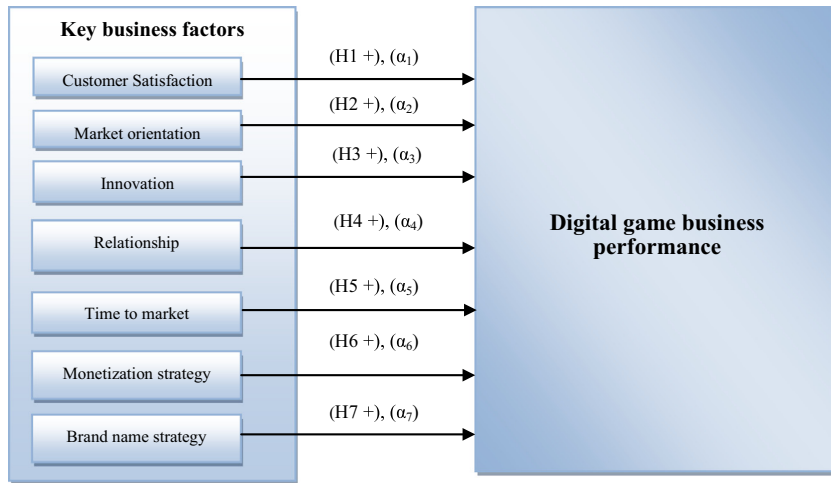 Key business factors
Customer Satisfaction
(H1 +), (α₁)
Market orientation
(H2 +), (α₂)
Innovation
(H3 +), (α₃)
Relationship
(H4 +), (α₄)
Time to market
(H5 +), (α₅)
Monetization strategy
(H6 +), (α₆)
Brand name strategy
(H7 +), (α₇)
Digital game business
performance